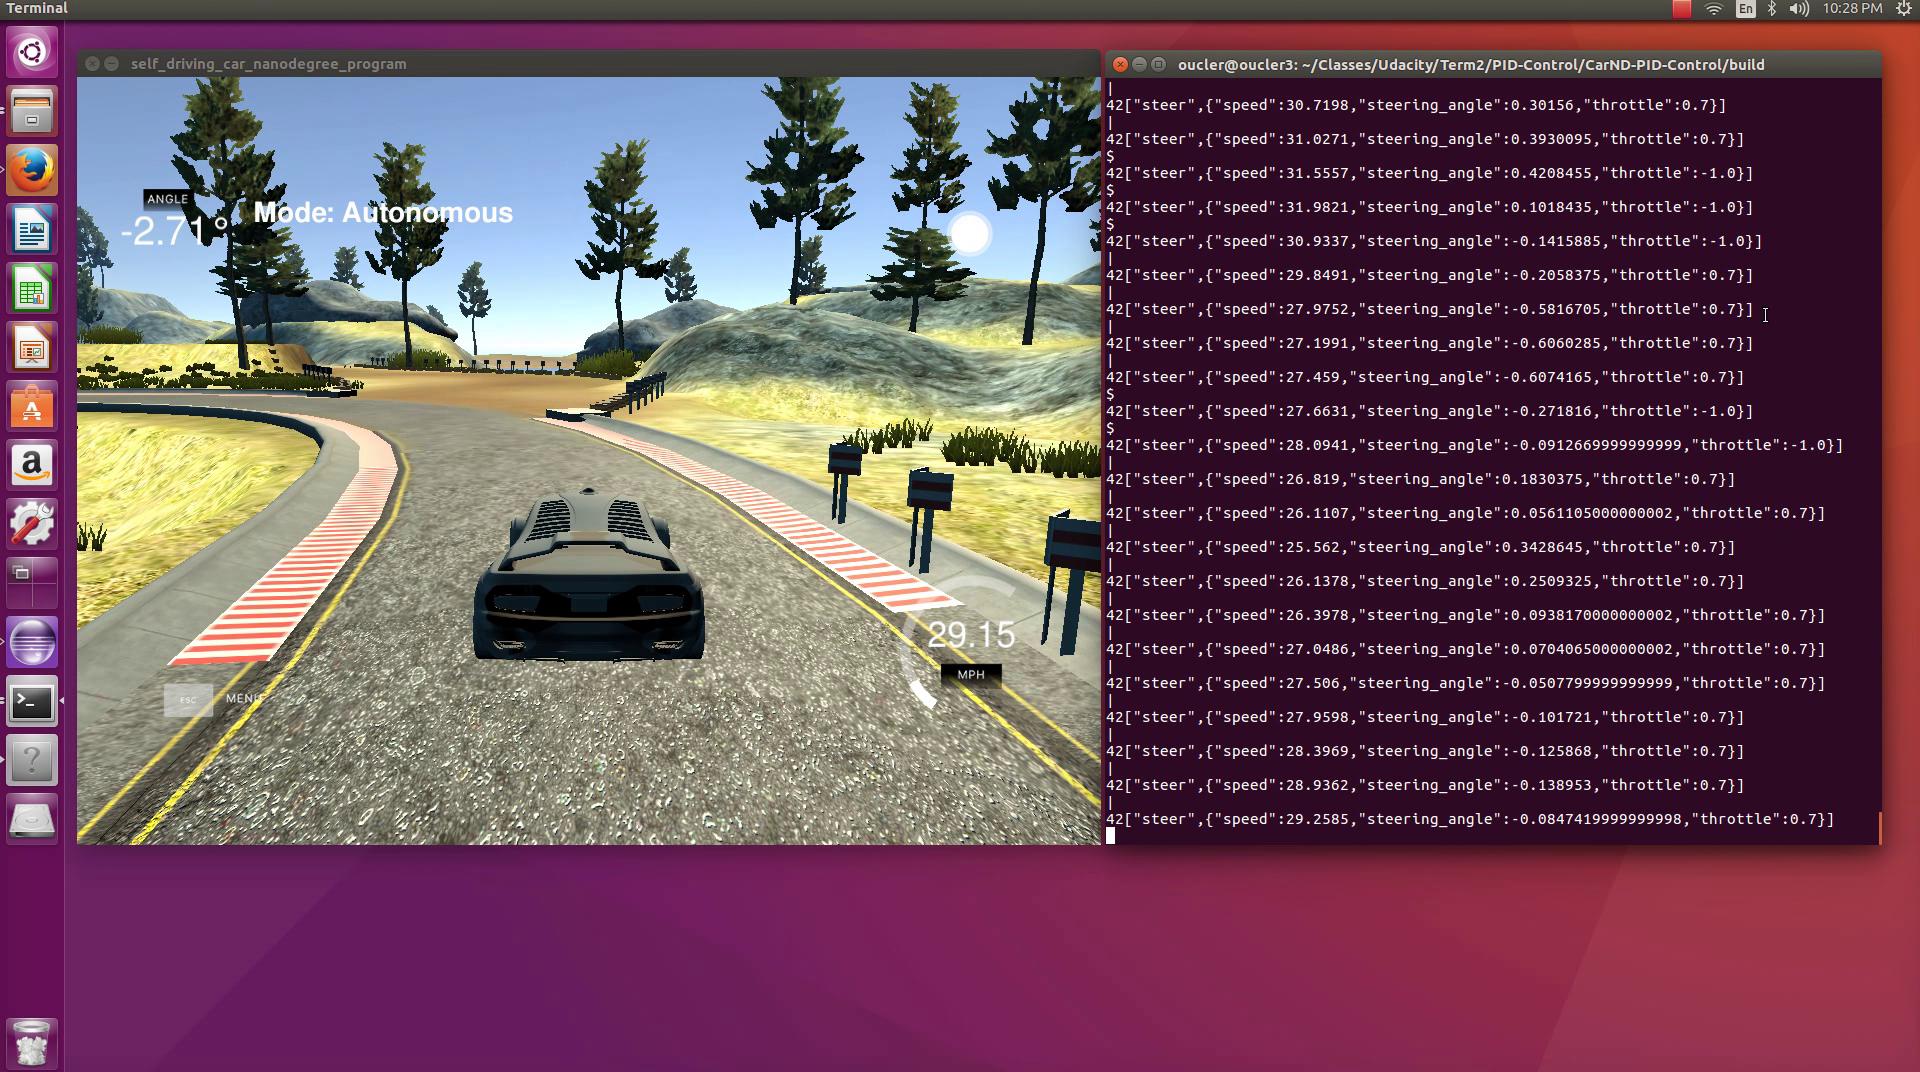 Terminal
En
10:28 PM
self_driving_car_nanodegree_program
ANGLE
-2.71°
Mode: Autonomous
29.15
MPH
ESC
MENU
a
?
oucler@oucler3: ~/Classes/Udacity/Term2/PID-Control/CarND-PID-Control/build
|
42["steer",{"speed":30.7198,"steering_angle":0.30156,"throttle":0.7}]
|
42["steer",{"speed":31.0271,"steering_angle":0.3930095,"throttle":0.7}]
$
42["steer",{"speed":31.5557,"steering_angle":0.4208455,"throttle":-1.0}]
$
42["steer",{"speed":31.9821,"steering_angle":0.1018435,"throttle":-1.0}]
$
42["steer",{"speed":30.9337,"steering_angle":-0.1415885,"throttle":-1.0}]
|
42["steer",{"speed":29.8491,"steering_angle":-0.2058375,"throttle":0.7}]
|
42["steer",{"speed":27.9752,"steering_angle":-0.5816705,"throttle":0.7}]
|
42["steer",{"speed":27.1991,"steering_angle":-0.6060285,"throttle":0.7}]
|
42["steer",{"speed":27.459,"steering_angle":-0.6074165,"throttle":0.7}]
$
42["steer",{"speed":27.6631,"steering_angle":-0.271816,"throttle":-1.0}]
$
42["steer",{"speed":28.0941,"steering_angle":-0.0912669999999999,"throttle":-1.0}]
|
42["steer",{"speed":26.819,"steering_angle":0.1830375,"throttle":0.7}]
|
42["steer",{"speed":26.1107,"steering_angle":0.0561105000000002,"throttle":0.7}]
|
42["steer",{"speed":25.562,"steering_angle":0.3428645,"throttle":0.7}]
|
42["steer",{"speed":26.1378,"steering_angle":0.2509325,"throttle":0.7}]
|
42["steer",{"speed":26.3978,"steering_angle":0.0938170000000002,"throttle":0.7}]
|
42["steer",{"speed":27.0486,"steering_angle":0.0704065000000002,"throttle":0.7}]
|
42["steer",{"speed":27.506,"steering_angle":-0.0507799999999999,"throttle":0.7}]
|
42["steer",{"speed":27.9598,"steering_angle":-0.101721,"throttle":0.7}]
|
42["steer",{"speed":28.3969,"steering_angle":-0.125868,"throttle":0.7}]
|
42["steer",{"speed":28.9362,"steering_angle":-0.138953,"throttle":0.7}]
|
42["steer",{"speed":29.2585,"steering_angle":-0.0847419999999998,"throttle":0.7}]